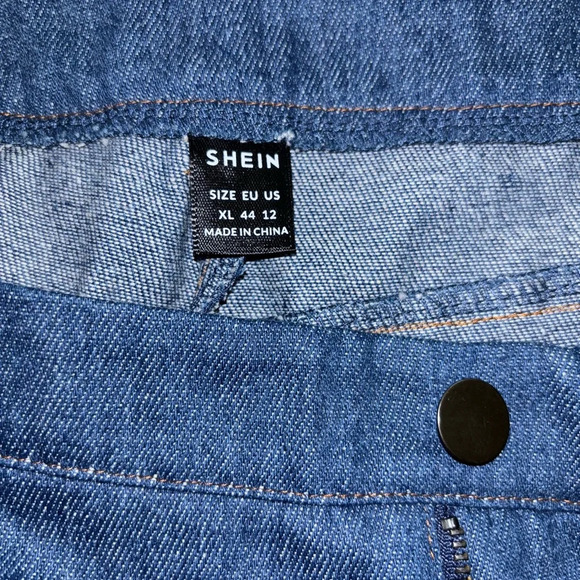 SHEIN
SIZE EU US
XL 44 12
MADE IN CHINA